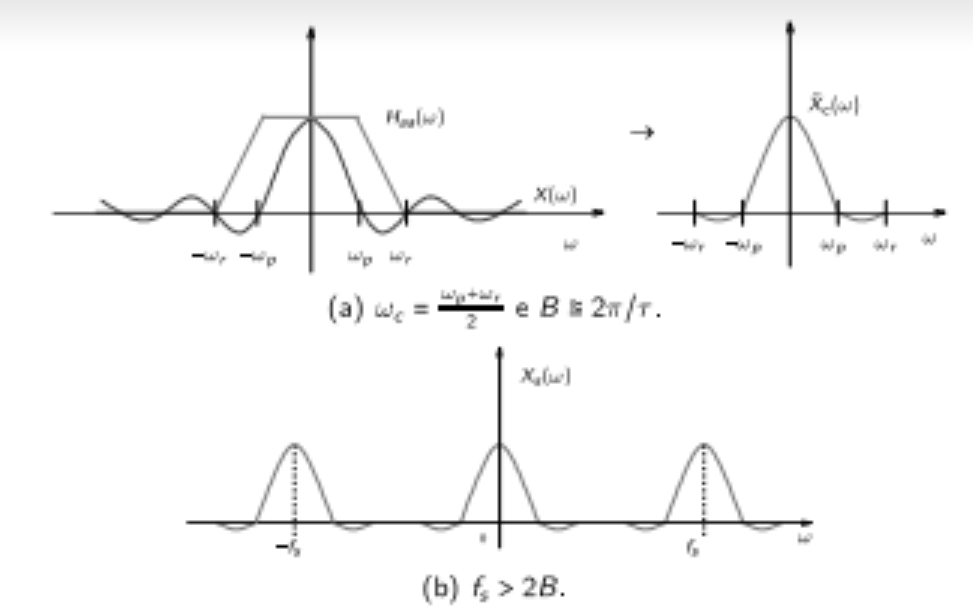 H_aa(ω)
X̄_c(ω)
→
X(ω)
−ω_r −ω_p ω_p ω_r ω
−ω_r −ω_p ω_p ω_r ω
(a) ω_c = (ω_p+ω_r)/2 e B ≅ 2π/τ.
X_s(ω)
−f_s f_s ω
(b) f_s > 2B.